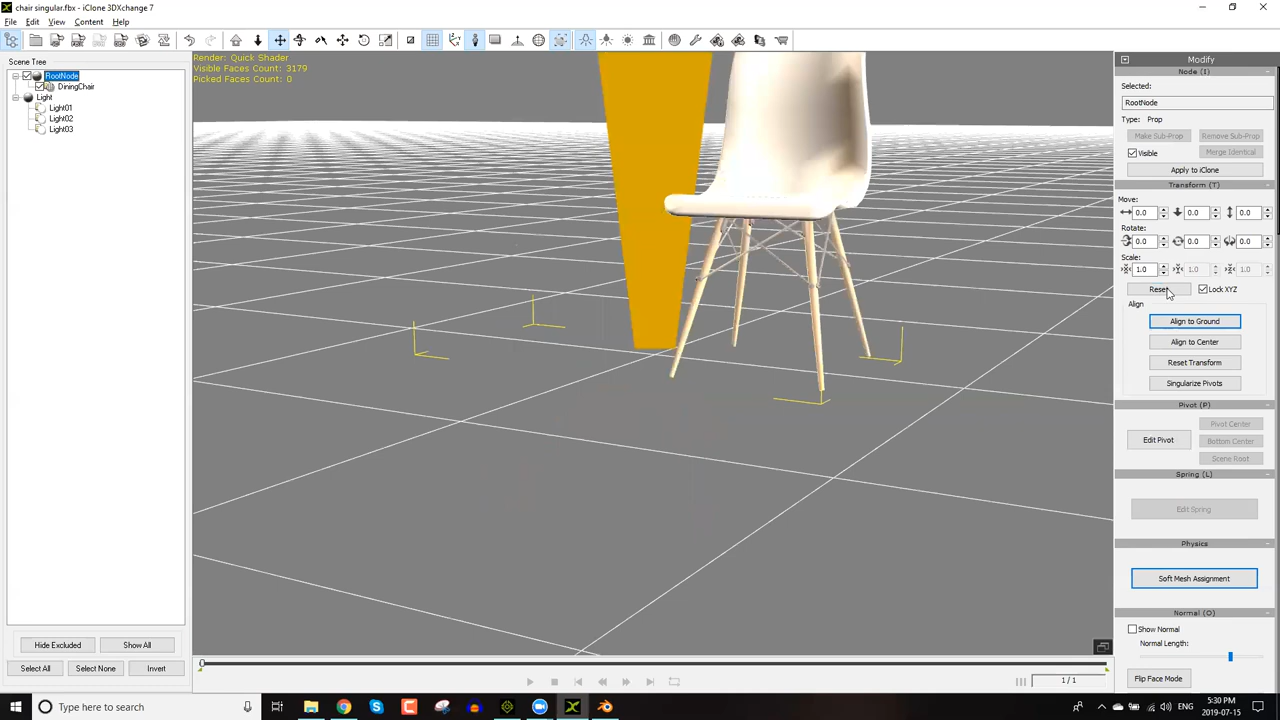 chair singular.fbx - iClone 3DXchange 7
File Edit View Content Help
Scene Tree
RootNode
DiningChair
Light
Light01
Light02
Light03
Hide Excluded Show All
Select All Select None Invert
Render: Quick Shader
Visible Faces Count: 3179
Picked Faces Count: 0
1 / 1
Modify
Node (I)
Selected:
RootNode
Type: Prop
Make Sub-Prop Remove Sub-Prop
Visible Merge Identical
Apply to iClone
Transform (T)
Move:
0.0 0.0 0.0
Rotate:
0.0 0.0 0.0
Scale:
1.0 1.0 1.0
Reset Lock XYZ
Align
Align to Ground
Align to Center
Reset Transform
Singularize Pivots
Pivot (P)
Edit Pivot
Pivot Center
Bottom Center
Scene Root
Spring (L)
Edit Spring
Physics
Soft Mesh Assignment
Normal (O)
Show Normal
Normal Length:
Flip Face Mode
Type here to search
5:30 PM
2019-07-15